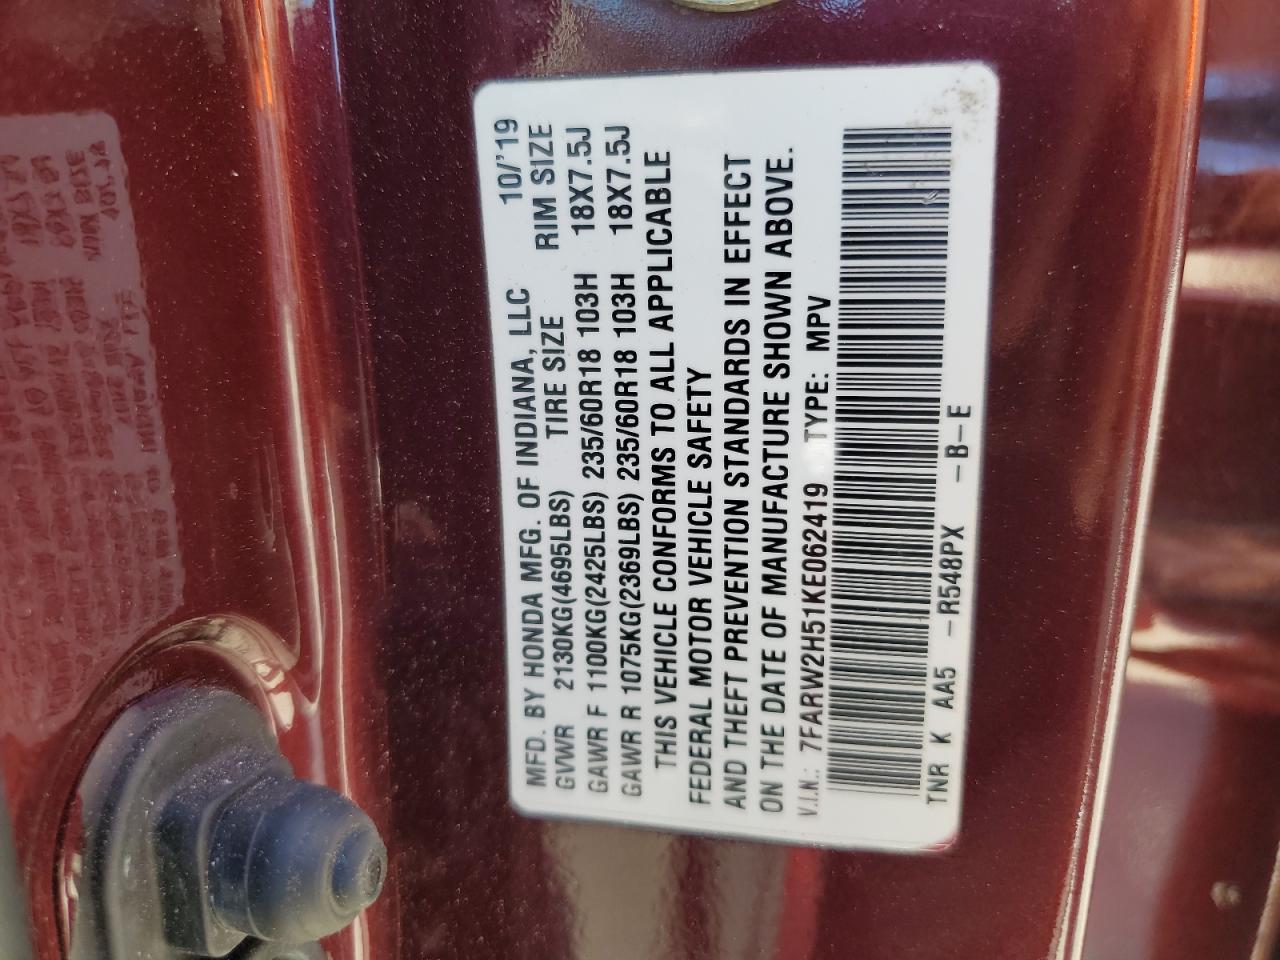 MFD. BY HONDA MFG. OF INDIANA, LLC 10/'19
GVWR 2130KG(4695LBS) TIRE SIZE RIM SIZE
GAWR F 1100KG(2425LBS) 235/60R18 103H 18X7.5J
GAWR R 1075KG(2369LBS) 235/60R18 103H 18X7.5J
THIS VEHICLE CONFORMS TO ALL APPLICABLE
FEDERAL MOTOR VEHICLE SAFETY
AND THEFT PREVENTION STANDARDS IN EFFECT
ON THE DATE OF MANUFACTURE SHOWN ABOVE.
V.I.N.: 7FARW2H51KE062419 TYPE: MPV
TNR K AA5 -R548PX -B-E